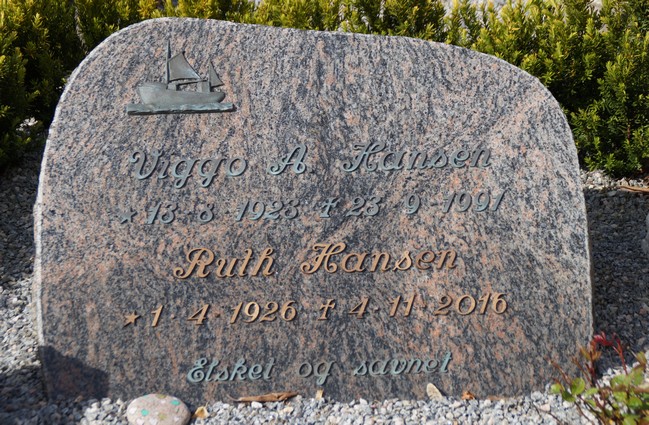 Viggo A. Hansen
* 13 · 8 · 1923 ✝ 23 · 9 · 1991
Ruth Hansen
* 1 · 4 · 1926 ✝ 4 · 11 · 2016
Elsket og savnet